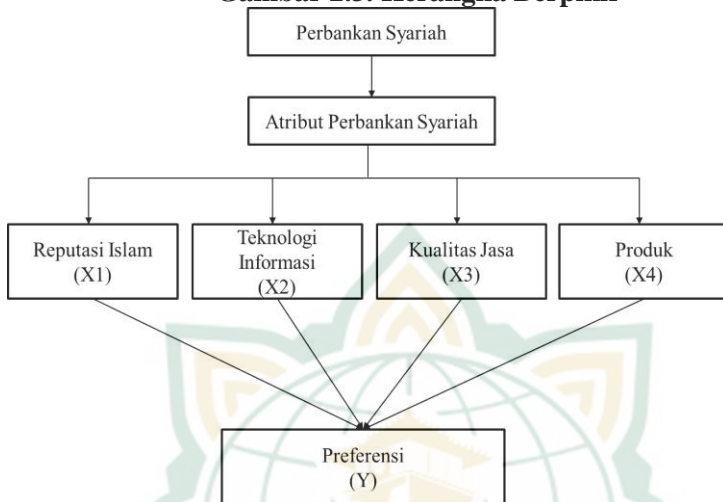 Perbankan Syariah
Atribut Perbankan Syariah
Reputasi Islam
(X1)
Teknologi
Informasi
(X2)
Kualitas Jasa
(X3)
Produk
(X4)
Preferensi
(Y)